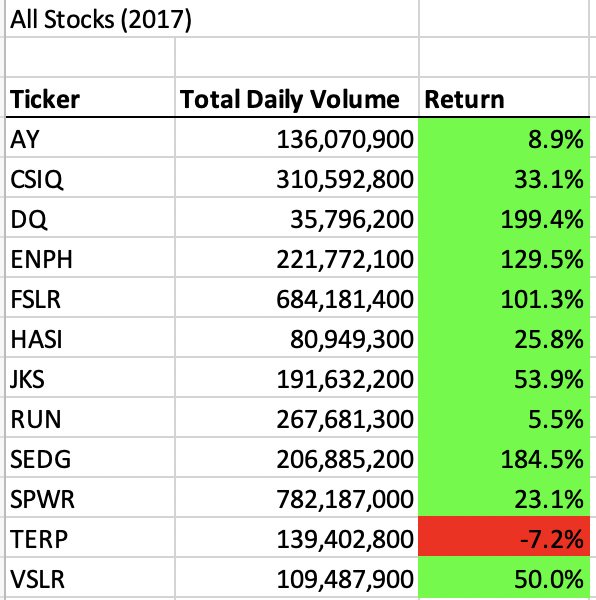 All Stocks (2017)
Ticker Total Daily Volume Return
AY 136,070,900 8.9%
CSIQ 310,592,800 33.1%
DQ 35,796,200 199.4%
ENPH 221,772,100 129.5%
FSLR 684,181,400 101.3%
HASI 80,949,300 25.8%
JKS 191,632,200 53.9%
RUN 267,681,300 5.5%
SEDG 206,885,200 184.5%
SPWR 782,187,000 23.1%
TERP 139,402,800 -7.2%
VSLR 109,487,900 50.0%